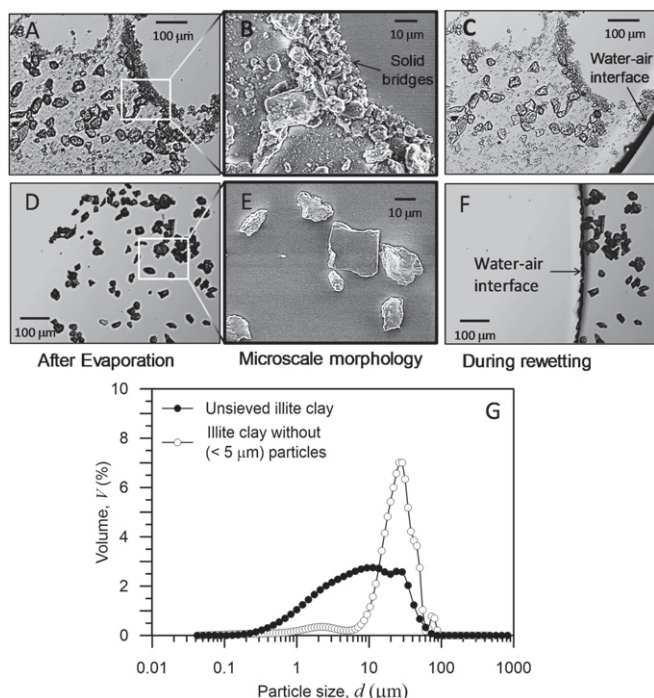 A
100 μm
B
10 μm
Solid
bridges
C
100 μm
Water-air
interface
D
100 μm
E
10 μm
F
Water-air
interface
100 μm
After Evaporation
Microscale morphology
During rewetting
G
Unsieved illite clay
Illite clay without
(< 5 μm) particles
Volume, V (%)
10
8
6
4
2
0
0.01
0.1
1
10
100
1000
Particle size, d (μm)